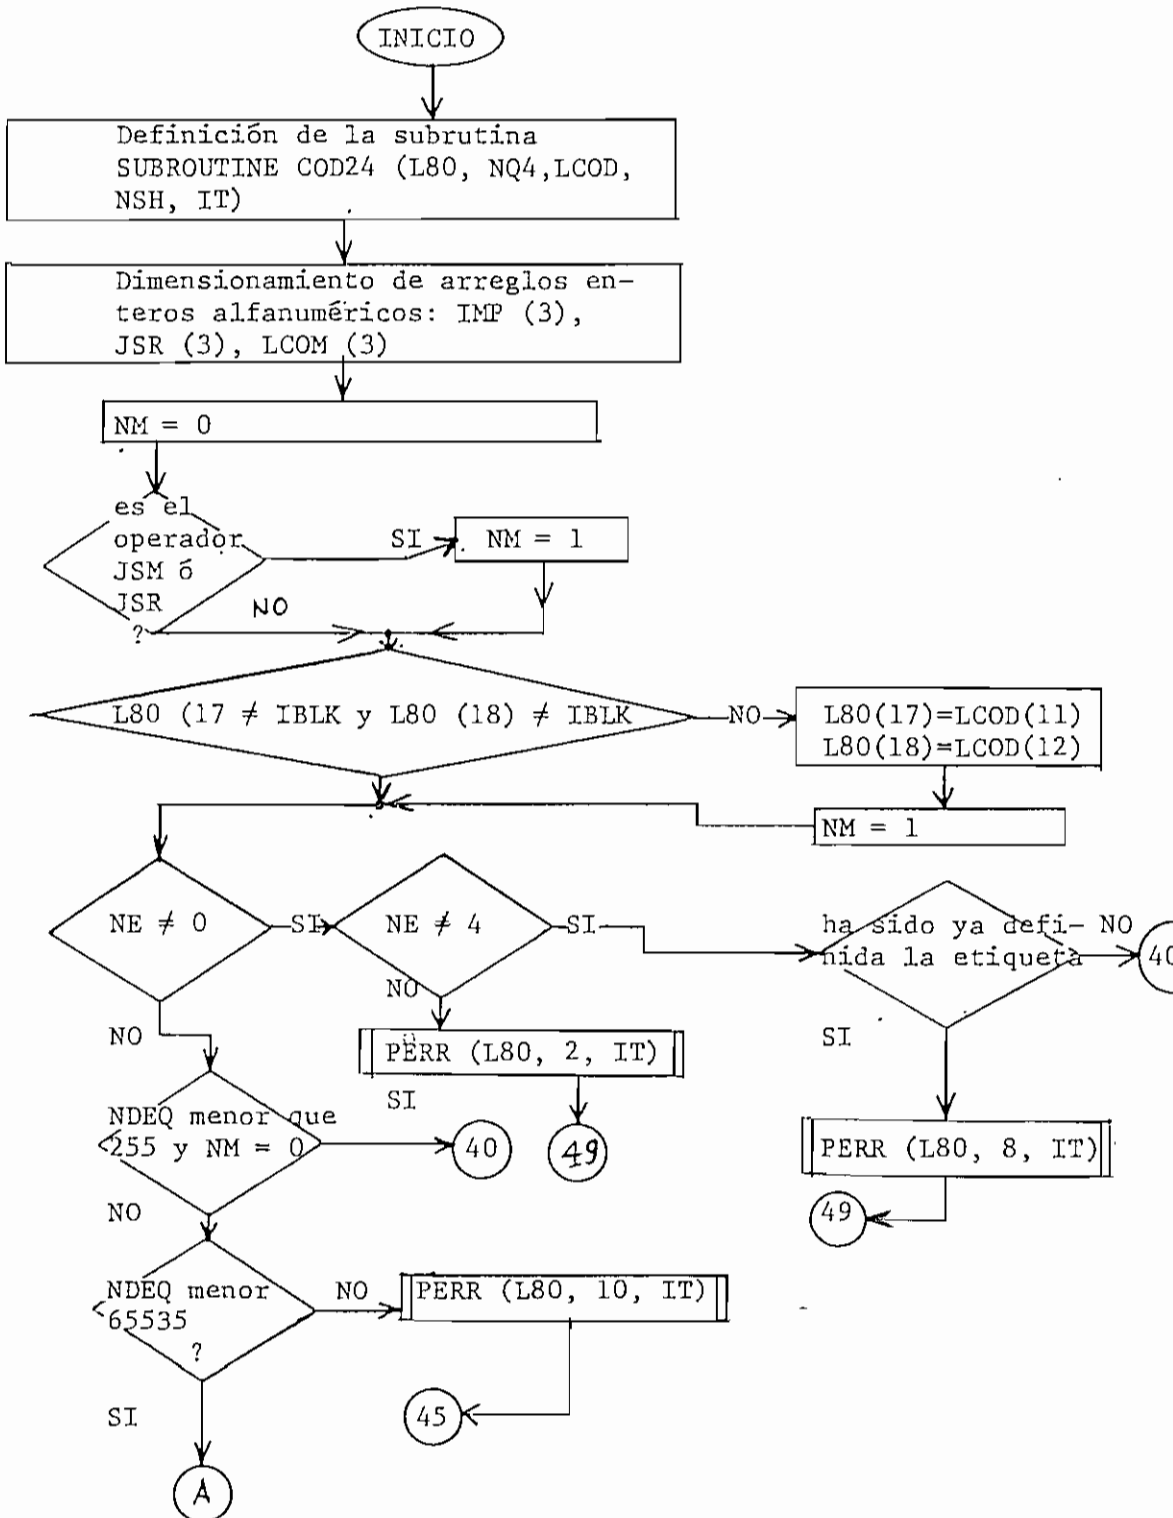 INICIO
Definición de la subrutina
SUBROUTINE COD24 (L80, NQ4,LCOD,
NSH, IT)
Dimensionamiento de arreglos en-
teros alfanuméricos: IMP (3),
JSR (3), LCOM (3)
NM = 0
es el
operador
JSM ó
JSR
?
SI
NM = 1
NO
L80 (17 ≠ IBLK y L80 (18) ≠ IBLK
NO
L80(17)=LCOD(11)
L80(18)=LCOD(12)
NM = 1
NE ≠ 0
SI
NE ≠ 4
SI
ha sido ya defi-
nida la etiqueta
NO
40
NO
NO
PERR (L80, 2, IT)
SI
PERR (L80, 8, IT)
49
NDEQ menor que
255 y NM = 0
SI
40
49
NO
NDEQ menor
65535
?
NO
PERR (L80, 10, IT)
45
SI
A